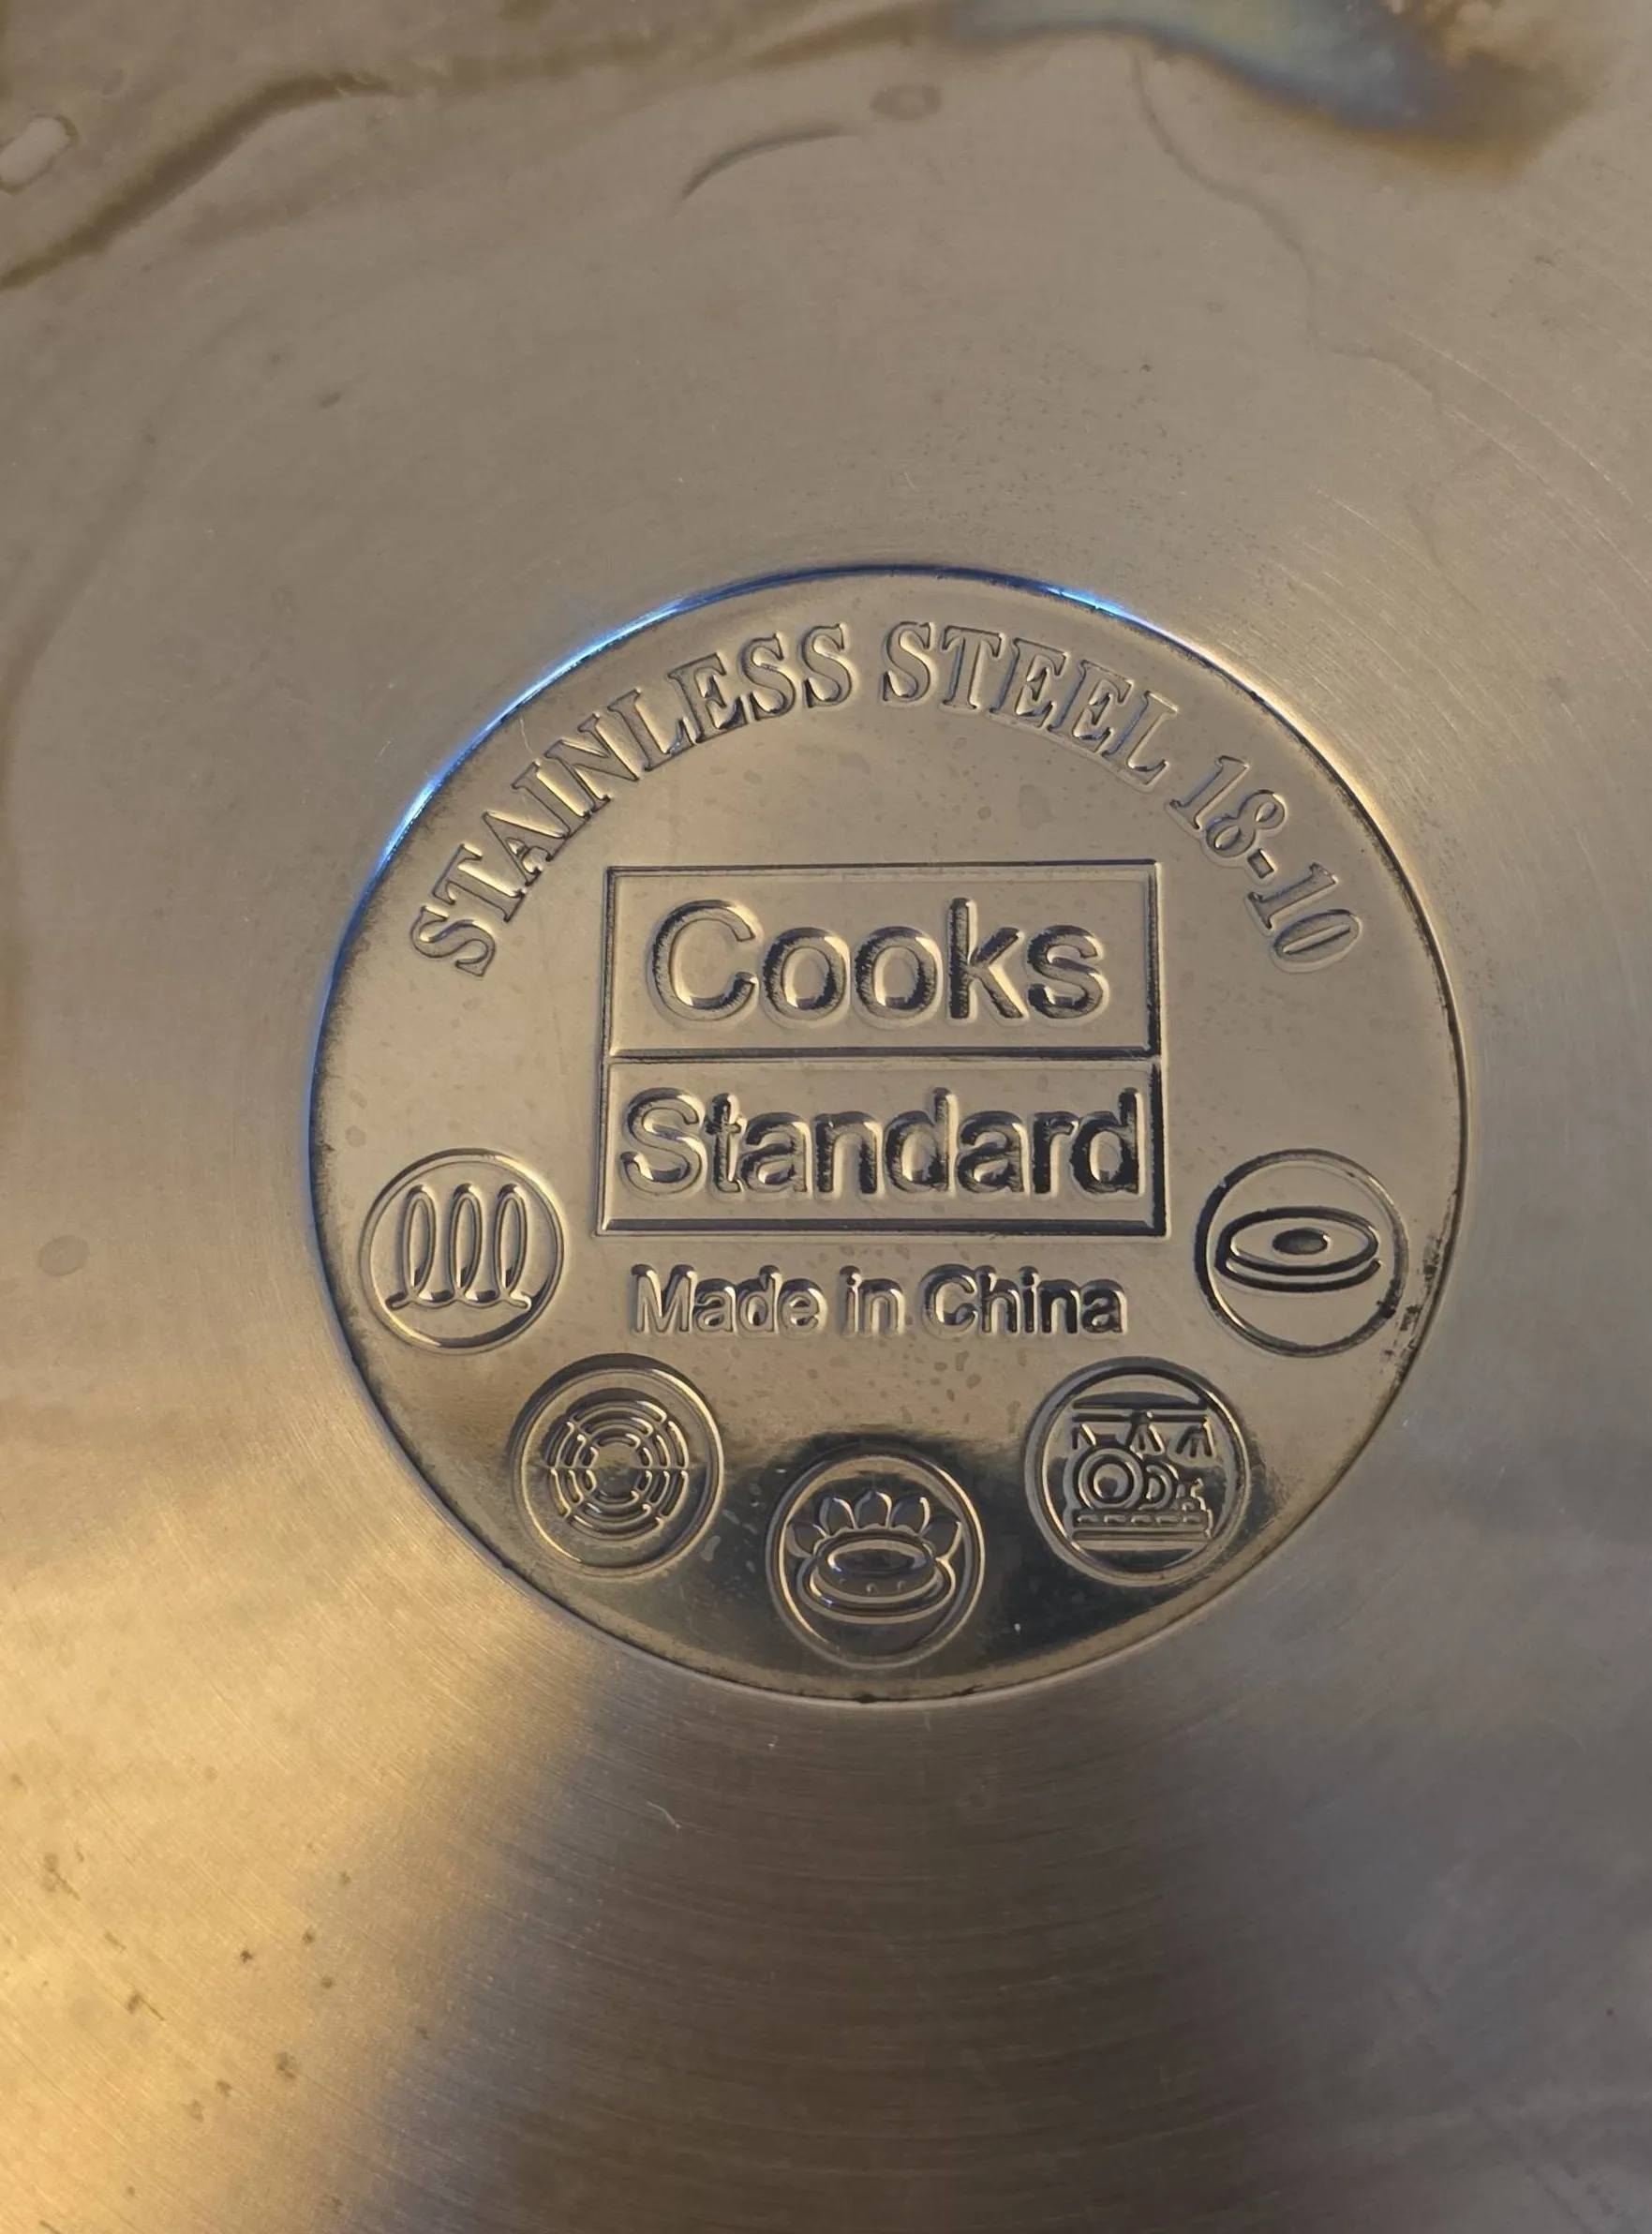 STAINLESS STEEL 18-10
Cooks
Standard
Made in China